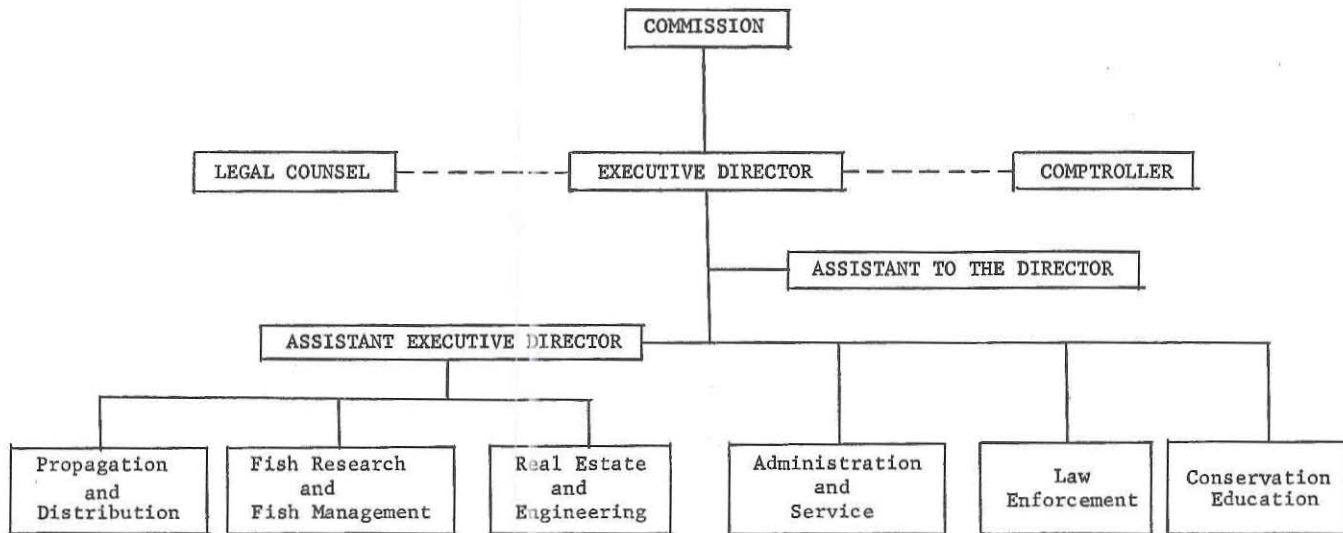 COMMISSION
LEGAL COUNSEL
EXECUTIVE DIRECTOR
COMPTROLLER
ASSISTANT TO THE DIRECTOR
ASSISTANT EXECUTIVE DIRECTOR
Propagation
and
Distribution
Fish Research
and
Fish Management
Real Estate
and
Engineering
Administration
and
Service
Law
Enforcement
Conservation
Education